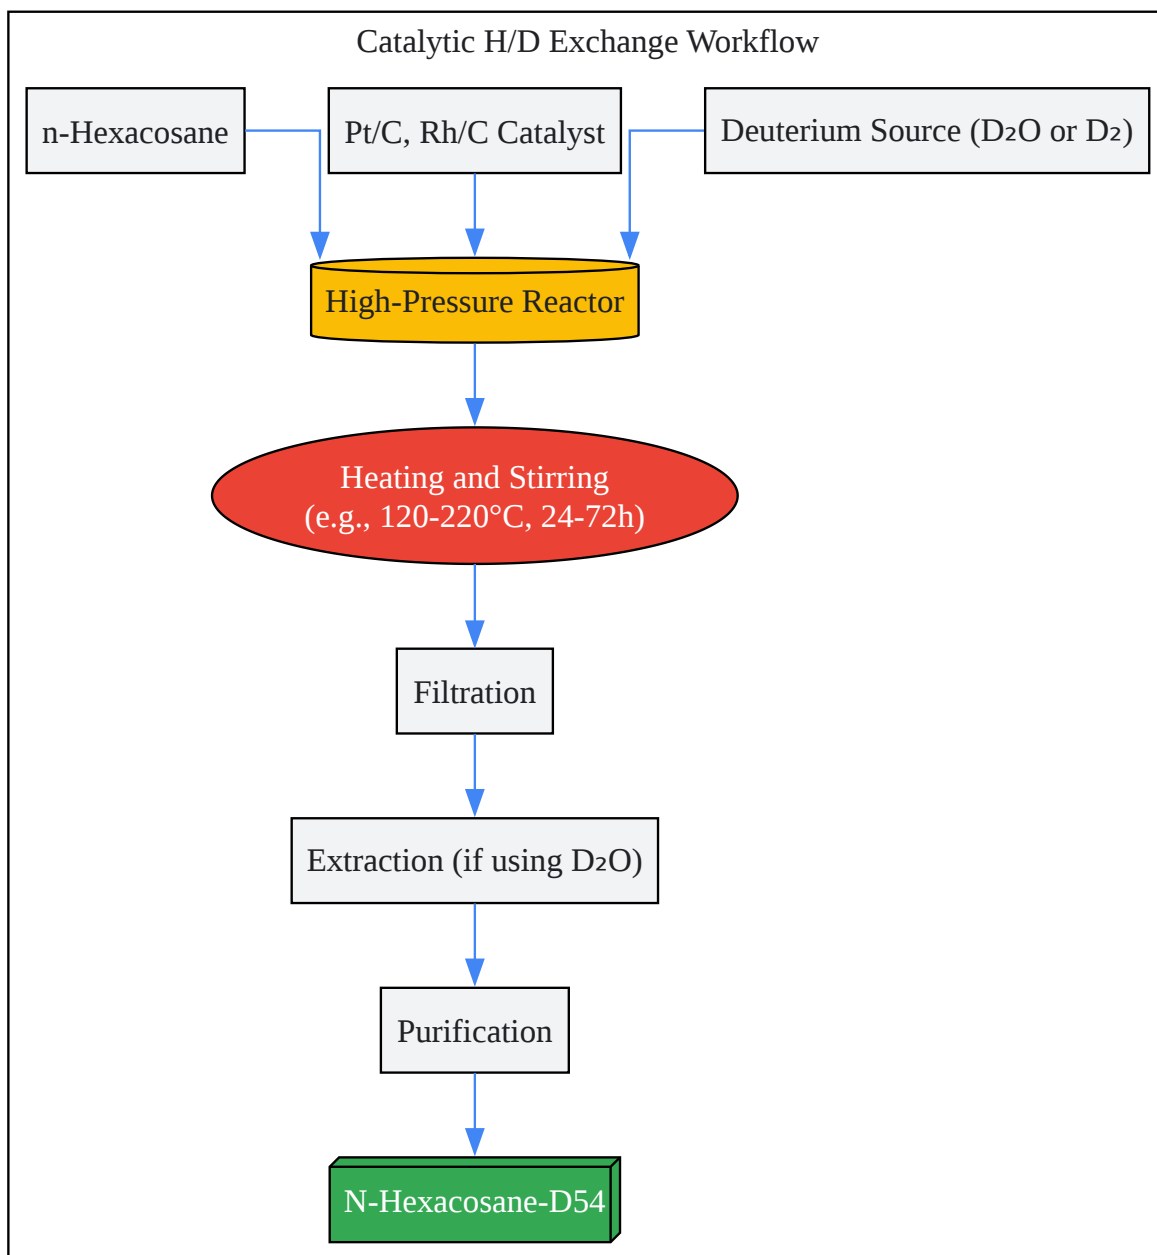 Catalytic H/D Exchange Workflow
n-Hexacosane
Pt/C, Rh/C Catalyst
Deuterium Source (D₂O or D₂)
High-Pressure Reactor
Heating and Stirring
(e.g., 120-220°C, 24-72h)
Filtration
Extraction (if using D₂O)
Purification
N-Hexacosane-D54